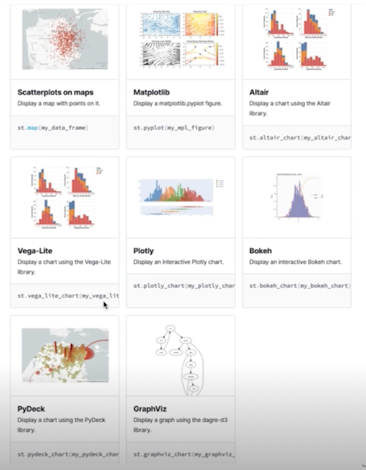 Scatterplots on maps
Display a map with points on it.
st.map(my_data_frame)
Matplotlib
Display a matplotlib.pyplot figure.
st.pyplot(my_mpl_figure)
Altair
Display a chart using the Altair
library.
st.altair_chart(my_altair_char
Vega-Lite
Display a chart using the Vega-Lite
library.
st.vega_lite_chart(my_vega_lit
Plotly
Display an interactive Plotly chart.
st.plotly_chart(my_plotly_char
Bokeh
Display an interactive Bokeh chart.
st.bokeh_chart(my_bokeh_chart)
PyDeck
Display a chart using the PyDeck
library.
st.pydeck_chart(my_pydeck_char
GraphViz
Display a graph using the dagre-d3
library.
st.graphviz_chart(my_graphviz_